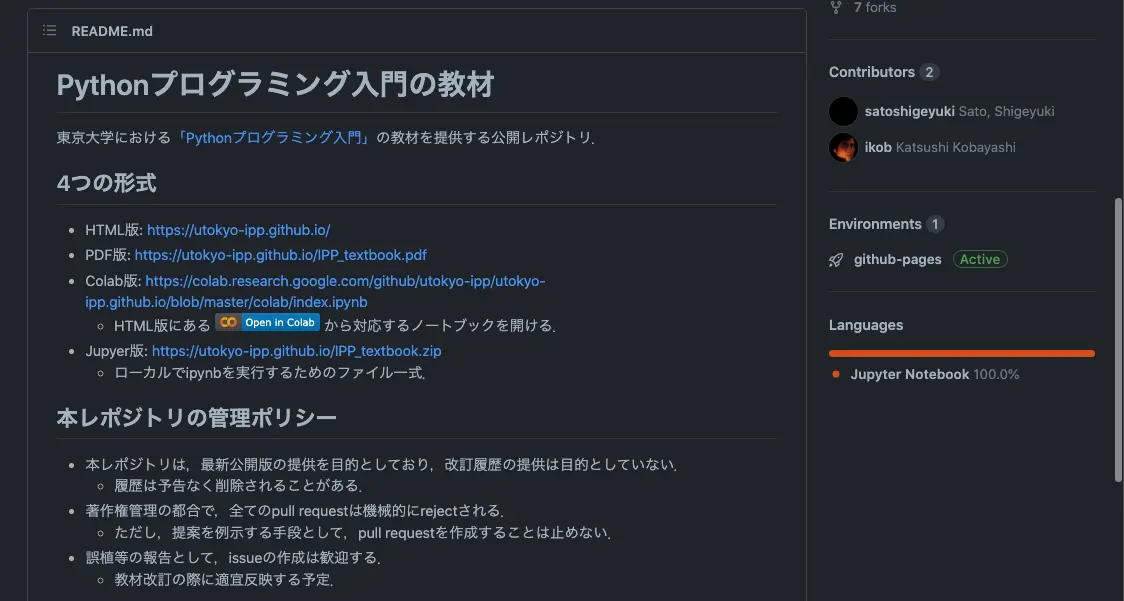 README.md
Pythonプログラミング入門の教材
東京大学における「Pythonプログラミング入門」の教材を提供する公開レポジトリ.
4つの形式
HTML版: https://utokyo-ipp.github.io/
PDF版: https://utokyo-ipp.github.io/IPP_textbook.pdf
Colab版: https://colab.research.google.com/github/utokyo-ipp/utokyo-
ipp.github.io/blob/master/colab/index.ipynb
HTML版にある Open in Colab から対応するノートブックを開ける.
Jupyer版: https://utokyo-ipp.github.io/IPP_textbook.zip
ローカルでipynbを実行するためのファイル一式.
本レポジトリの管理ポリシー
本レポジトリは，最新公開版の提供を目的としており，改訂履歴の提供は目的としていない.
履歴は予告なく削除されることがある.
著作権管理の都合で，全てのpull requestは機械的にrejectされる.
ただし，提案を例示する手段として，pull requestを作成することは止めない.
誤植等の報告として，issueの作成は歓迎する.
教材改訂の際に適宜反映する予定.
7 forks
Contributors 2
satoshigeyuki Sato, Shigeyuki
ikob Katsushi Kobayashi
Environments 1
github-pages Active
Languages
Jupyter Notebook 100.0%